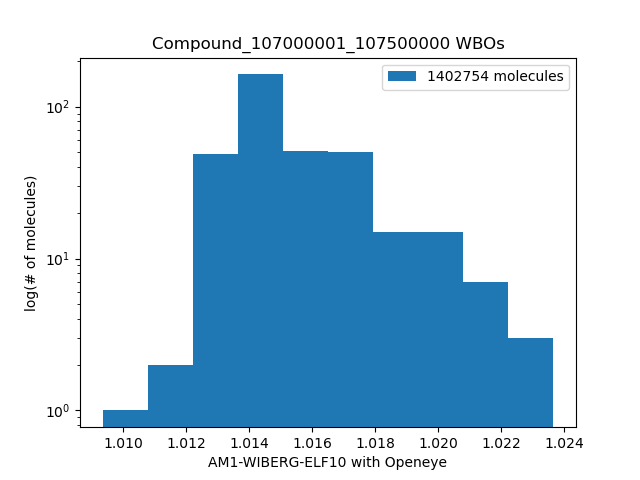 Compound_107000001_107500000 WBOs
1402754 molecules
log(# of molecules)
10²
10¹
10⁰
1.010 1.012 1.014 1.016 1.018 1.020 1.022 1.024
AM1-WIBERG-ELF10 with Openeye